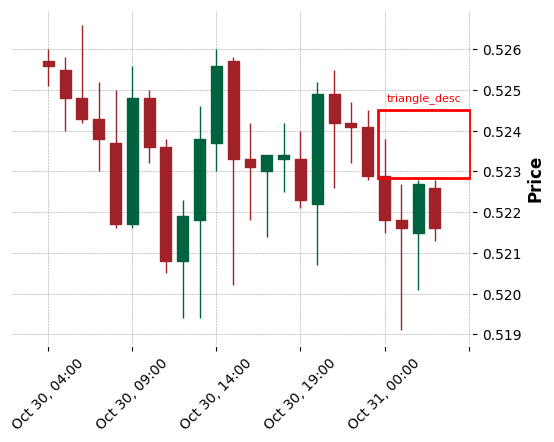 0.526
0.525
triangle_desc
0.524
0.523
0.522
0.521
0.520
0.519
Price
Oct 30, 04:00
Oct 30, 09:00
Oct 30, 14:00
Oct 30, 19:00
Oct 31, 00:00